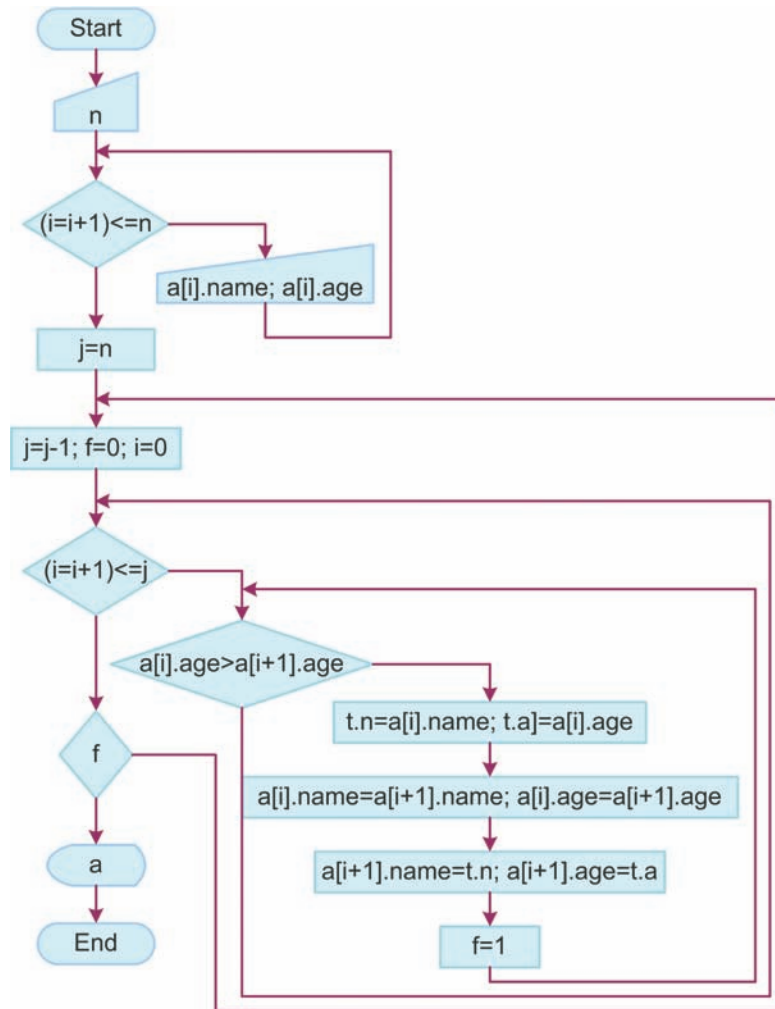 Start
n
(i=i+1)<=n
a[i].name; a[i].age
j=n
j=j-1; f=0; i=0
(i=i+1)<=j
a[i].age>a[i+1].age
t.n=a[i].name; t.a]=a[i].age
f
a[i].name=a[i+1].name; a[i].age=a[i+1].age
a[i+1].name=t.n; a[i+1].age=t.a
a
f=1
End